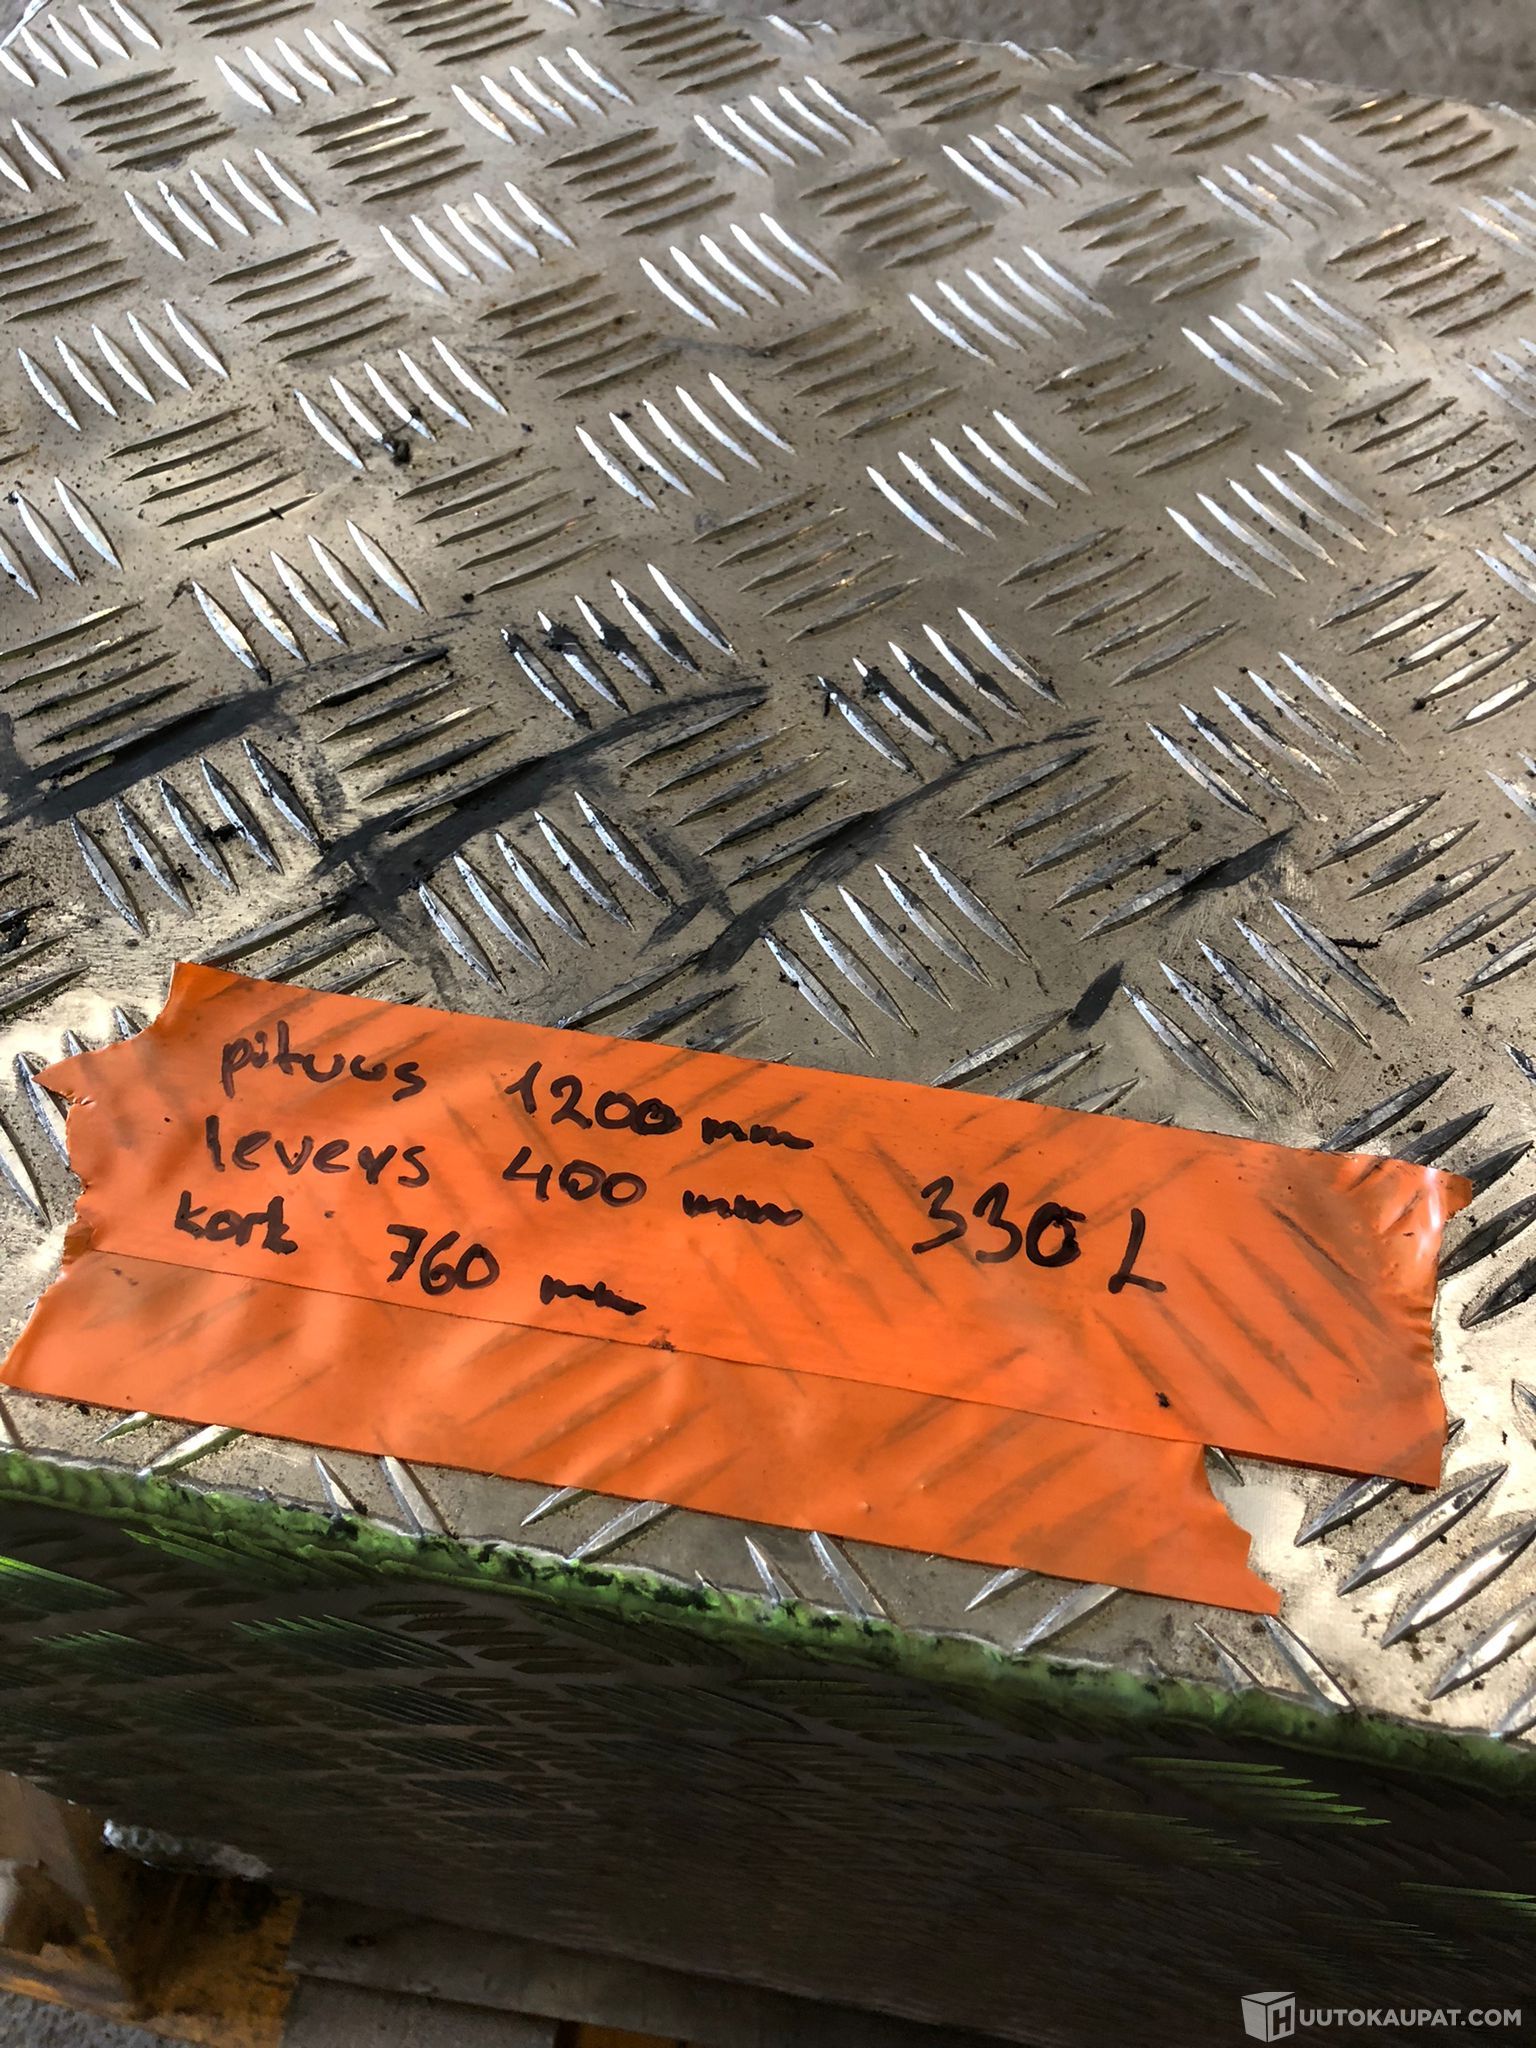 pituus 1200 mm
leveys 400 mm 330 L
kork. 760 mm
HUUTOKAUPAT.COM